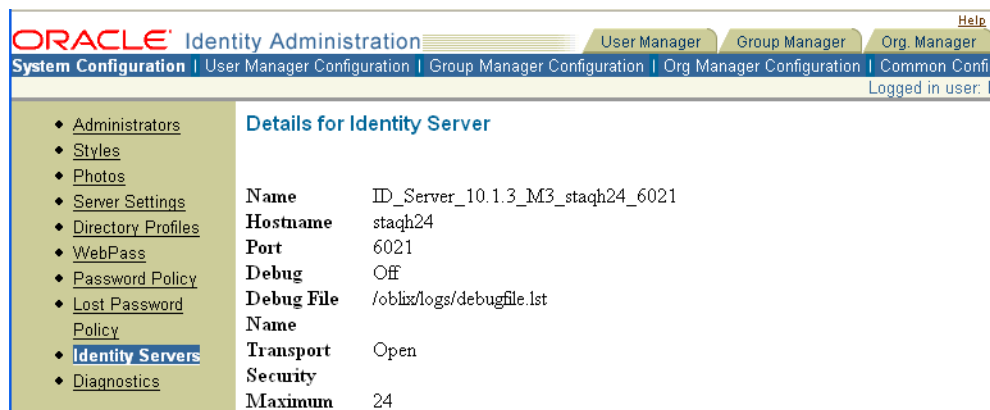 Help
ORACLE Identity Administration User Manager Group Manager Org. Manager
System Configuration | User Manager Configuration | Group Manager Configuration | Org Manager Configuration | Common
Logged in user:
Administrators
Styles
Photos
Server Settings
Directory Profiles
WebPass
Password Policy
Lost Password
Policy
Identity Servers
Diagnostics
Details for Identity Server
Name ID_Server_10.1.3_M3_staqh24_6021
Hostname staqh24
Port 6021
Debug Off
Debug File /oblix/logs/debugfile.lst
Name
Transport Open
Security
Maximum 24